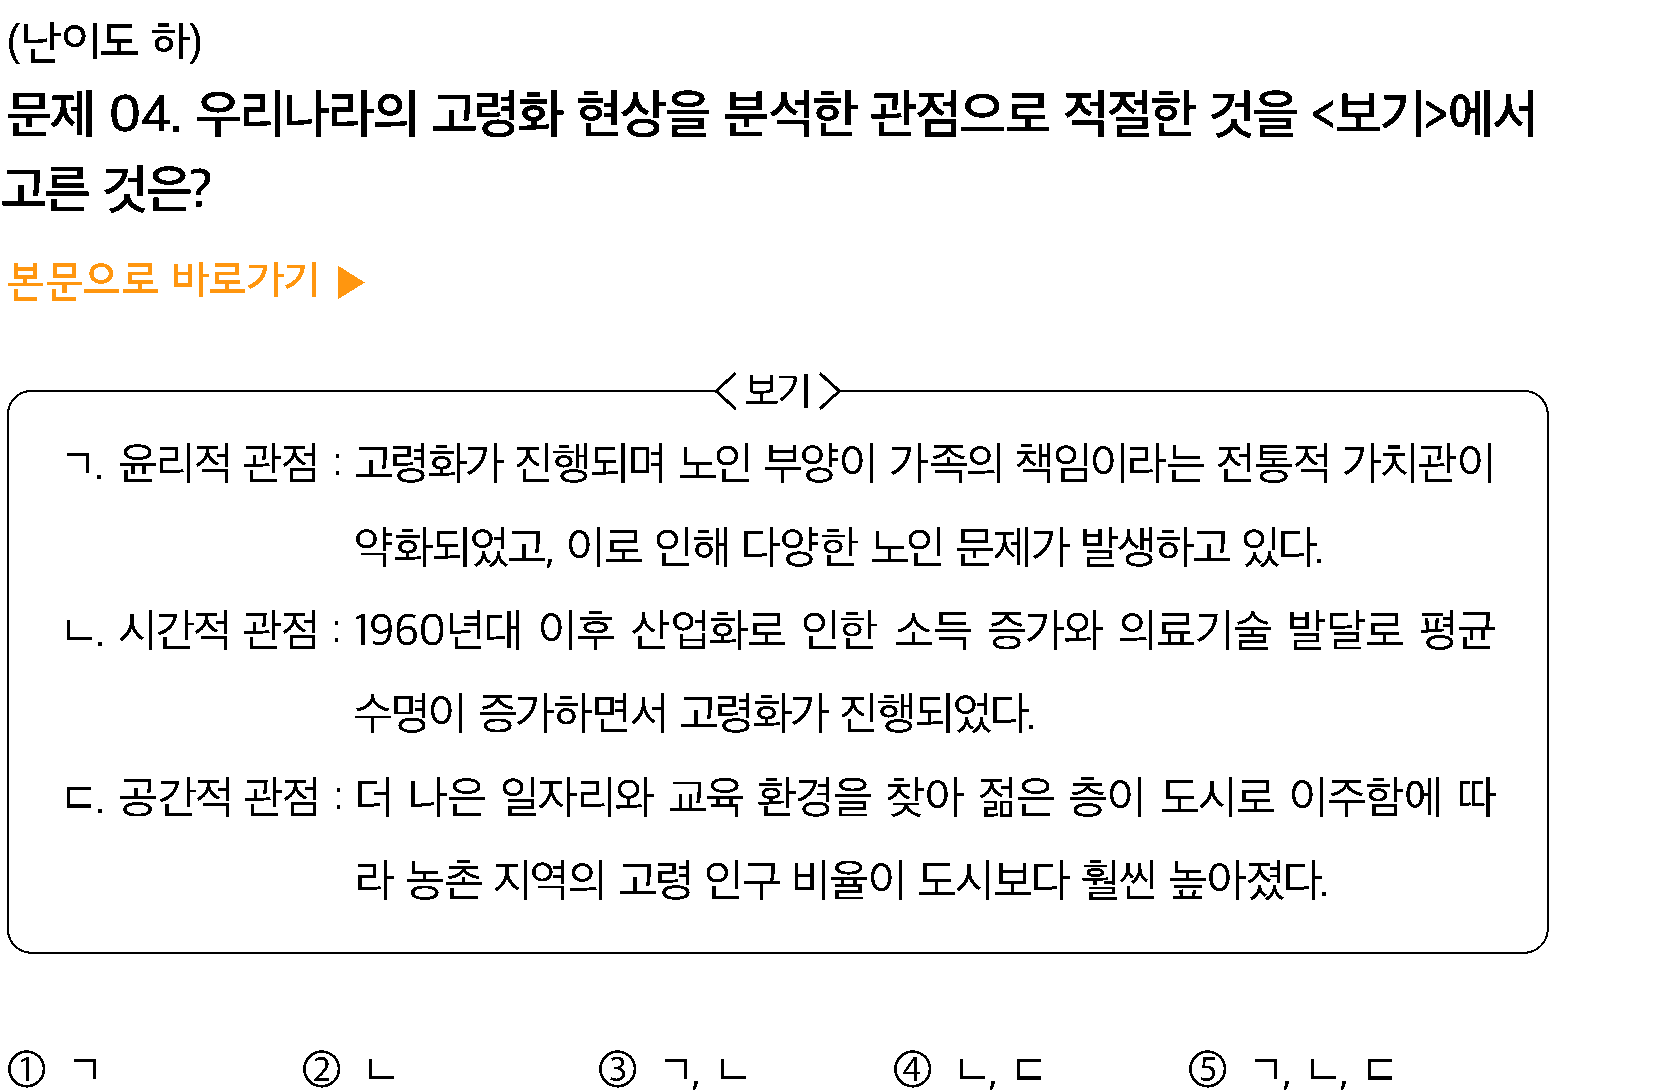 (난이도 하)
문제 04. 우리나라의 고령화 현상을 분석한 관점으로 적절한 것을 <보기>에서
고른 것은?
본문으로 바로가기 ▶
<보기>
ㄱ. 윤리적 관점 : 고령화가 진행되며 노인 부양이 가족의 책임이라는 전통적 가치관이
약화되었고, 이로 인해 다양한 노인 문제가 발생하고 있다.
ㄴ. 시간적 관점 : 1960년대 이후 산업화로 인한 소득 증가와 의료기술 발달로 평균
수명이 증가하면서 고령화가 진행되었다.
ㄷ. 공간적 관점 : 더 나은 일자리와 교육 환경을 찾아 젊은 층이 도시로 이주함에 따
라 농촌 지역의 고령 인구 비율이 도시보다 훨씬 높아졌다.
① ㄱ ② ㄴ ③ ㄱ, ㄴ ④ ㄴ, ㄷ ⑤ ㄱ, ㄴ, ㄷ